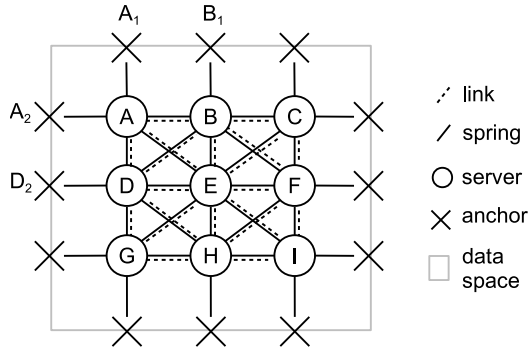 A1 B1
A2
D2
A B C
D E F
G H I
link
spring
server
anchor
data
space